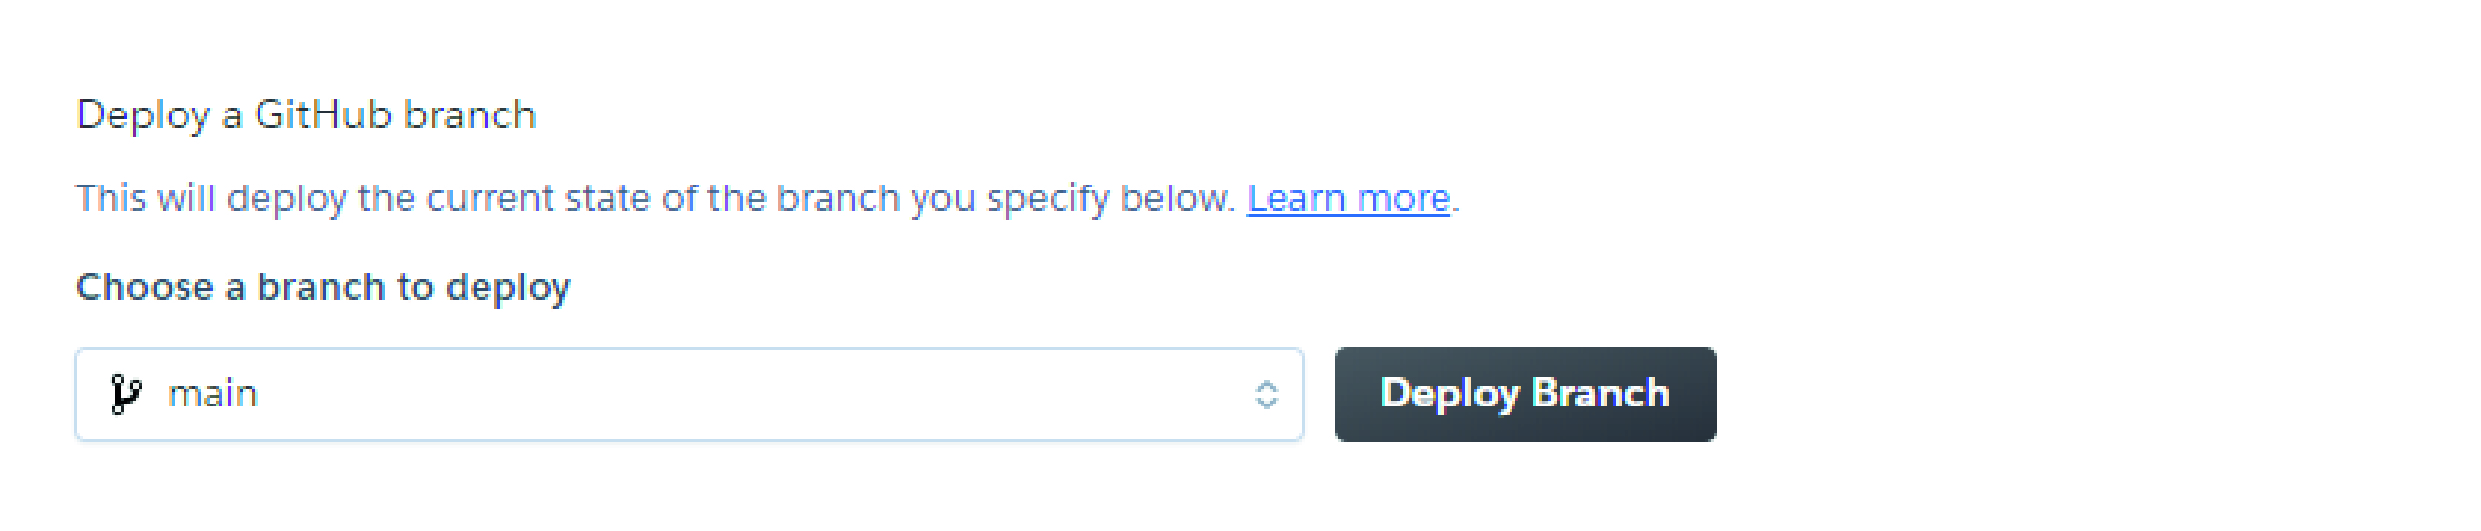 Deploy a GitHub branch
This will deploy the current state of the branch you specify below. Learn more.
Choose a branch to deploy
main
Deploy Branch